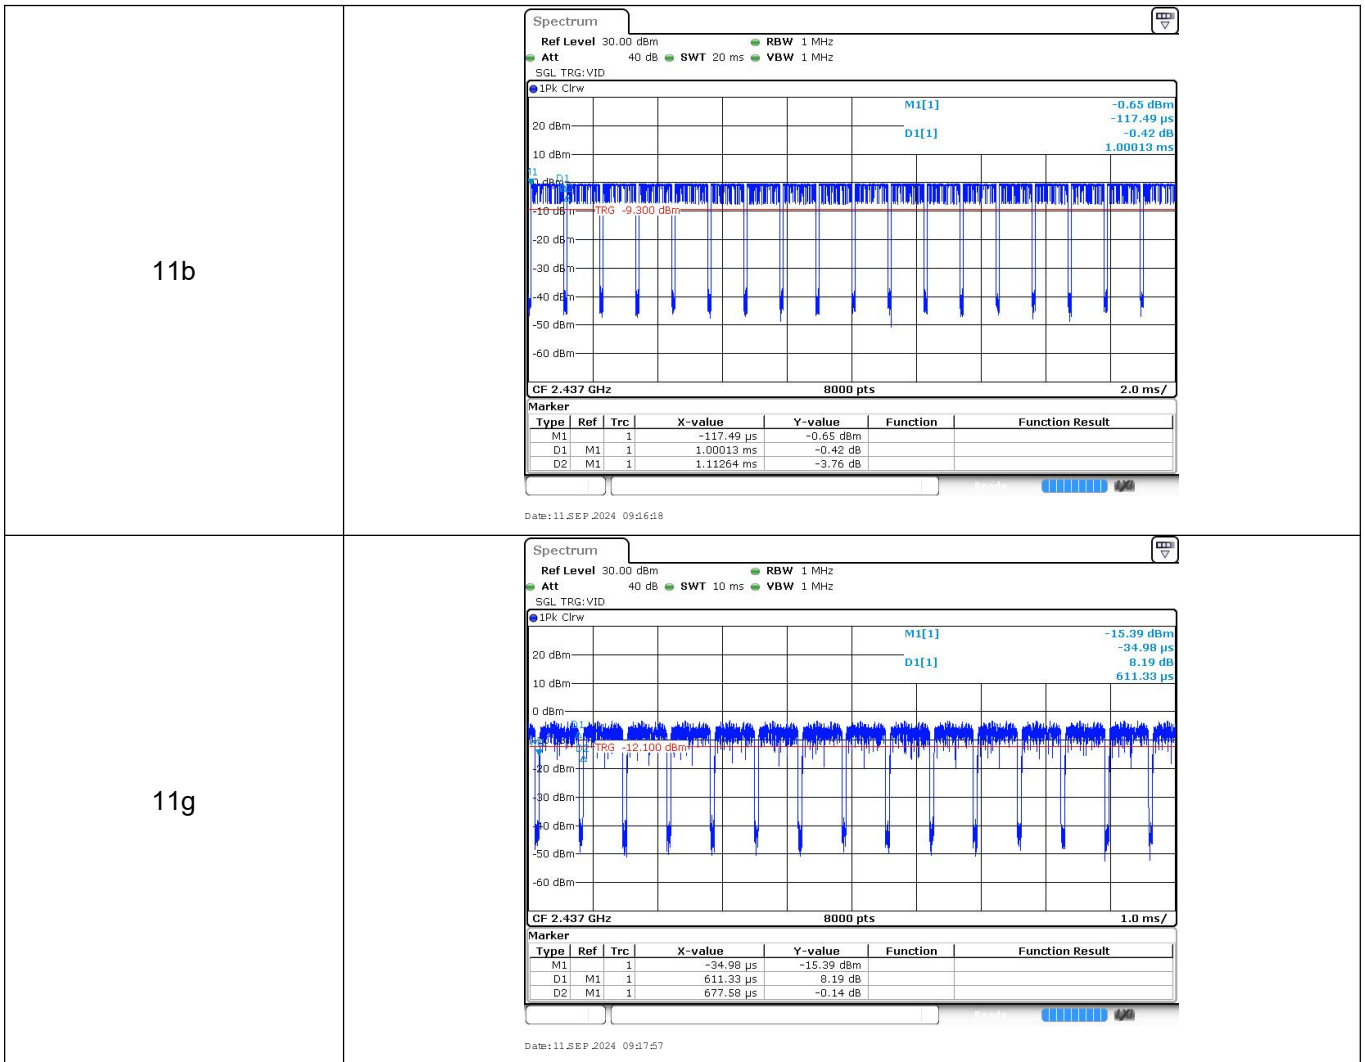 11b
Spectrum
Ref Level 30.00 dBm RBW 1 MHz
Att 40 dB SWT 20 ms VBW 1 MHz
SGL TRG:VID
1Pk Clrw
M1[1] -0.65 dBm
-117.49 µs
D1[1] -0.42 dB
1.00013 ms
20 dBm
10 dBm
D1
-10 dBm
TRG -9.300 dBm
-20 dBm
-30 dBm
-40 dBm
-50 dBm
-60 dBm
CF 2.437 GHz 8000 pts 2.0 ms/
Marker
Type Ref Trc X-value Y-value Function Function Result
M1 1 -117.49 µs -0.65 dBm
D1 M1 1 1.00013 ms -0.42 dB
D2 M1 1 1.11264 ms -3.76 dB
Ready
Date: 11.SEP.2024 09:16:18
11g
Spectrum
Ref Level 30.00 dBm RBW 1 MHz
Att 40 dB SWT 10 ms VBW 1 MHz
SGL TRG:VID
1Pk Clrw
M1[1] -15.39 dBm
-34.98 µs
D1[1] 8.19 dB
611.33 µs
20 dBm
10 dBm
0 dBm
D1
D2 TRG -12.100 dBm
-20 dBm
-30 dBm
-40 dBm
-50 dBm
-60 dBm
CF 2.437 GHz 8000 pts 1.0 ms/
Marker
Type Ref Trc X-value Y-value Function Function Result
M1 1 -34.98 µs -15.39 dBm
D1 M1 1 611.33 µs 8.19 dB
D2 M1 1 677.58 µs -0.14 dB
Ready
Date: 11.SEP.2024 09:17:57